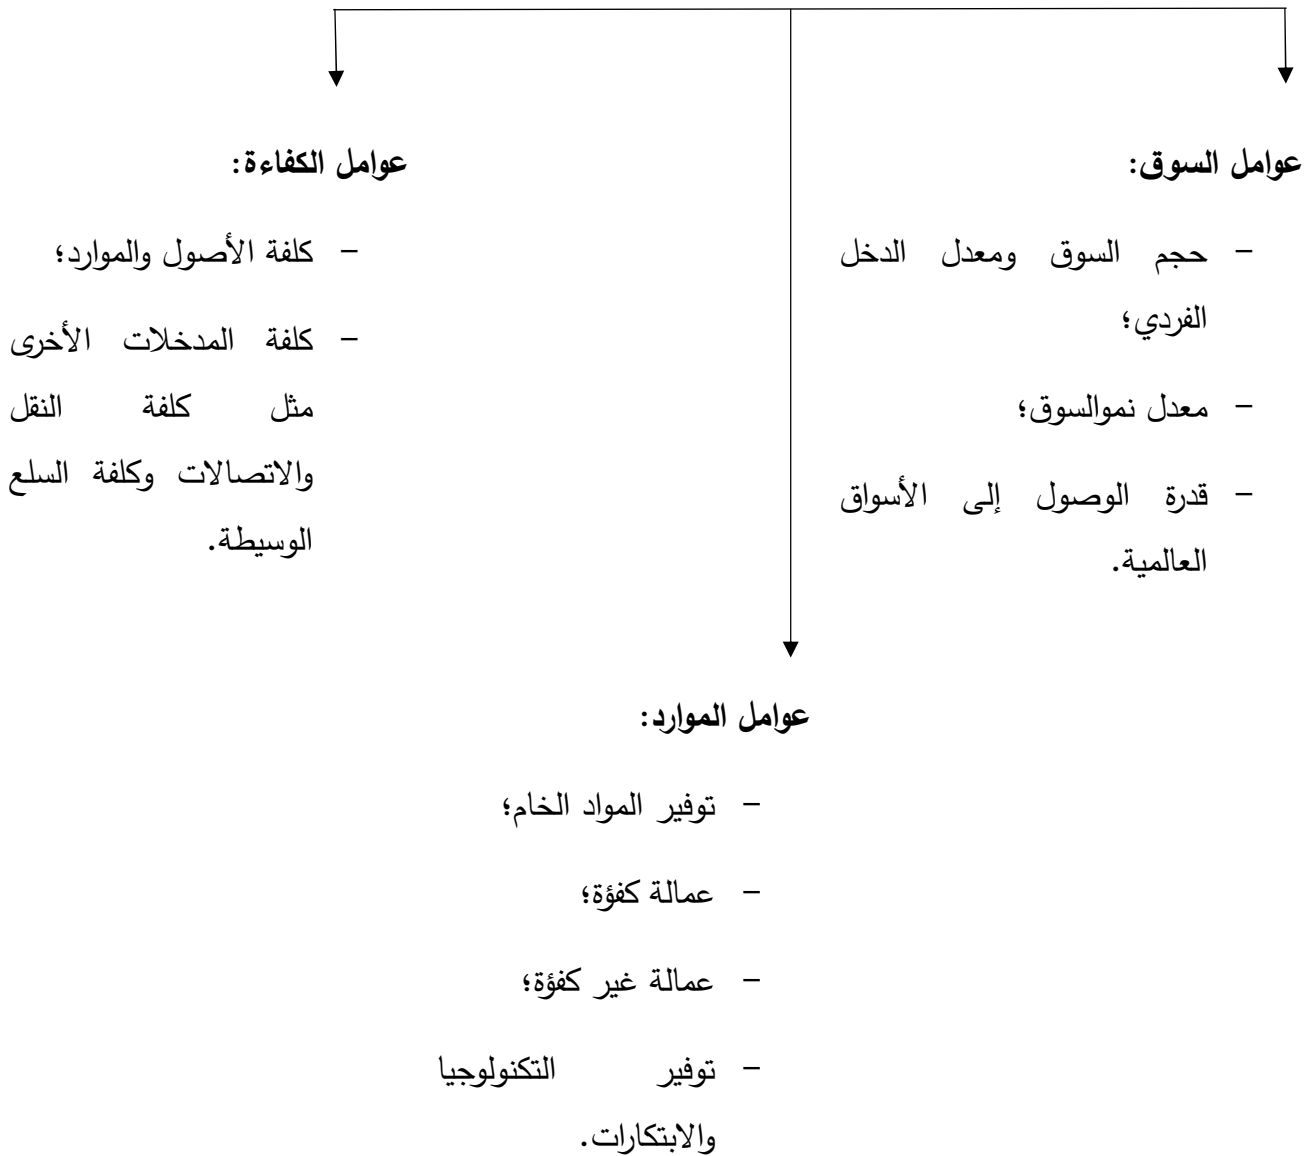 عوامل السوق:
– حجم السوق ومعدل الدخل
الفردي؛
– معدل نموالسوق؛
– قدرة الوصول إلى الأسواق
العالمية.
عوامل الكفاءة:
– كلفة الأصول والموارد؛
– كلفة المدخلات الأخرى
مثل كلفة النقل
والاتصالات وكلفة السلع
الوسيطة.
عوامل الموارد:
– توفير المواد الخام؛
– عمالة كفؤة؛
– عمالة غير كفؤة؛
– توفير التكنولوجيا
والابتكارات.